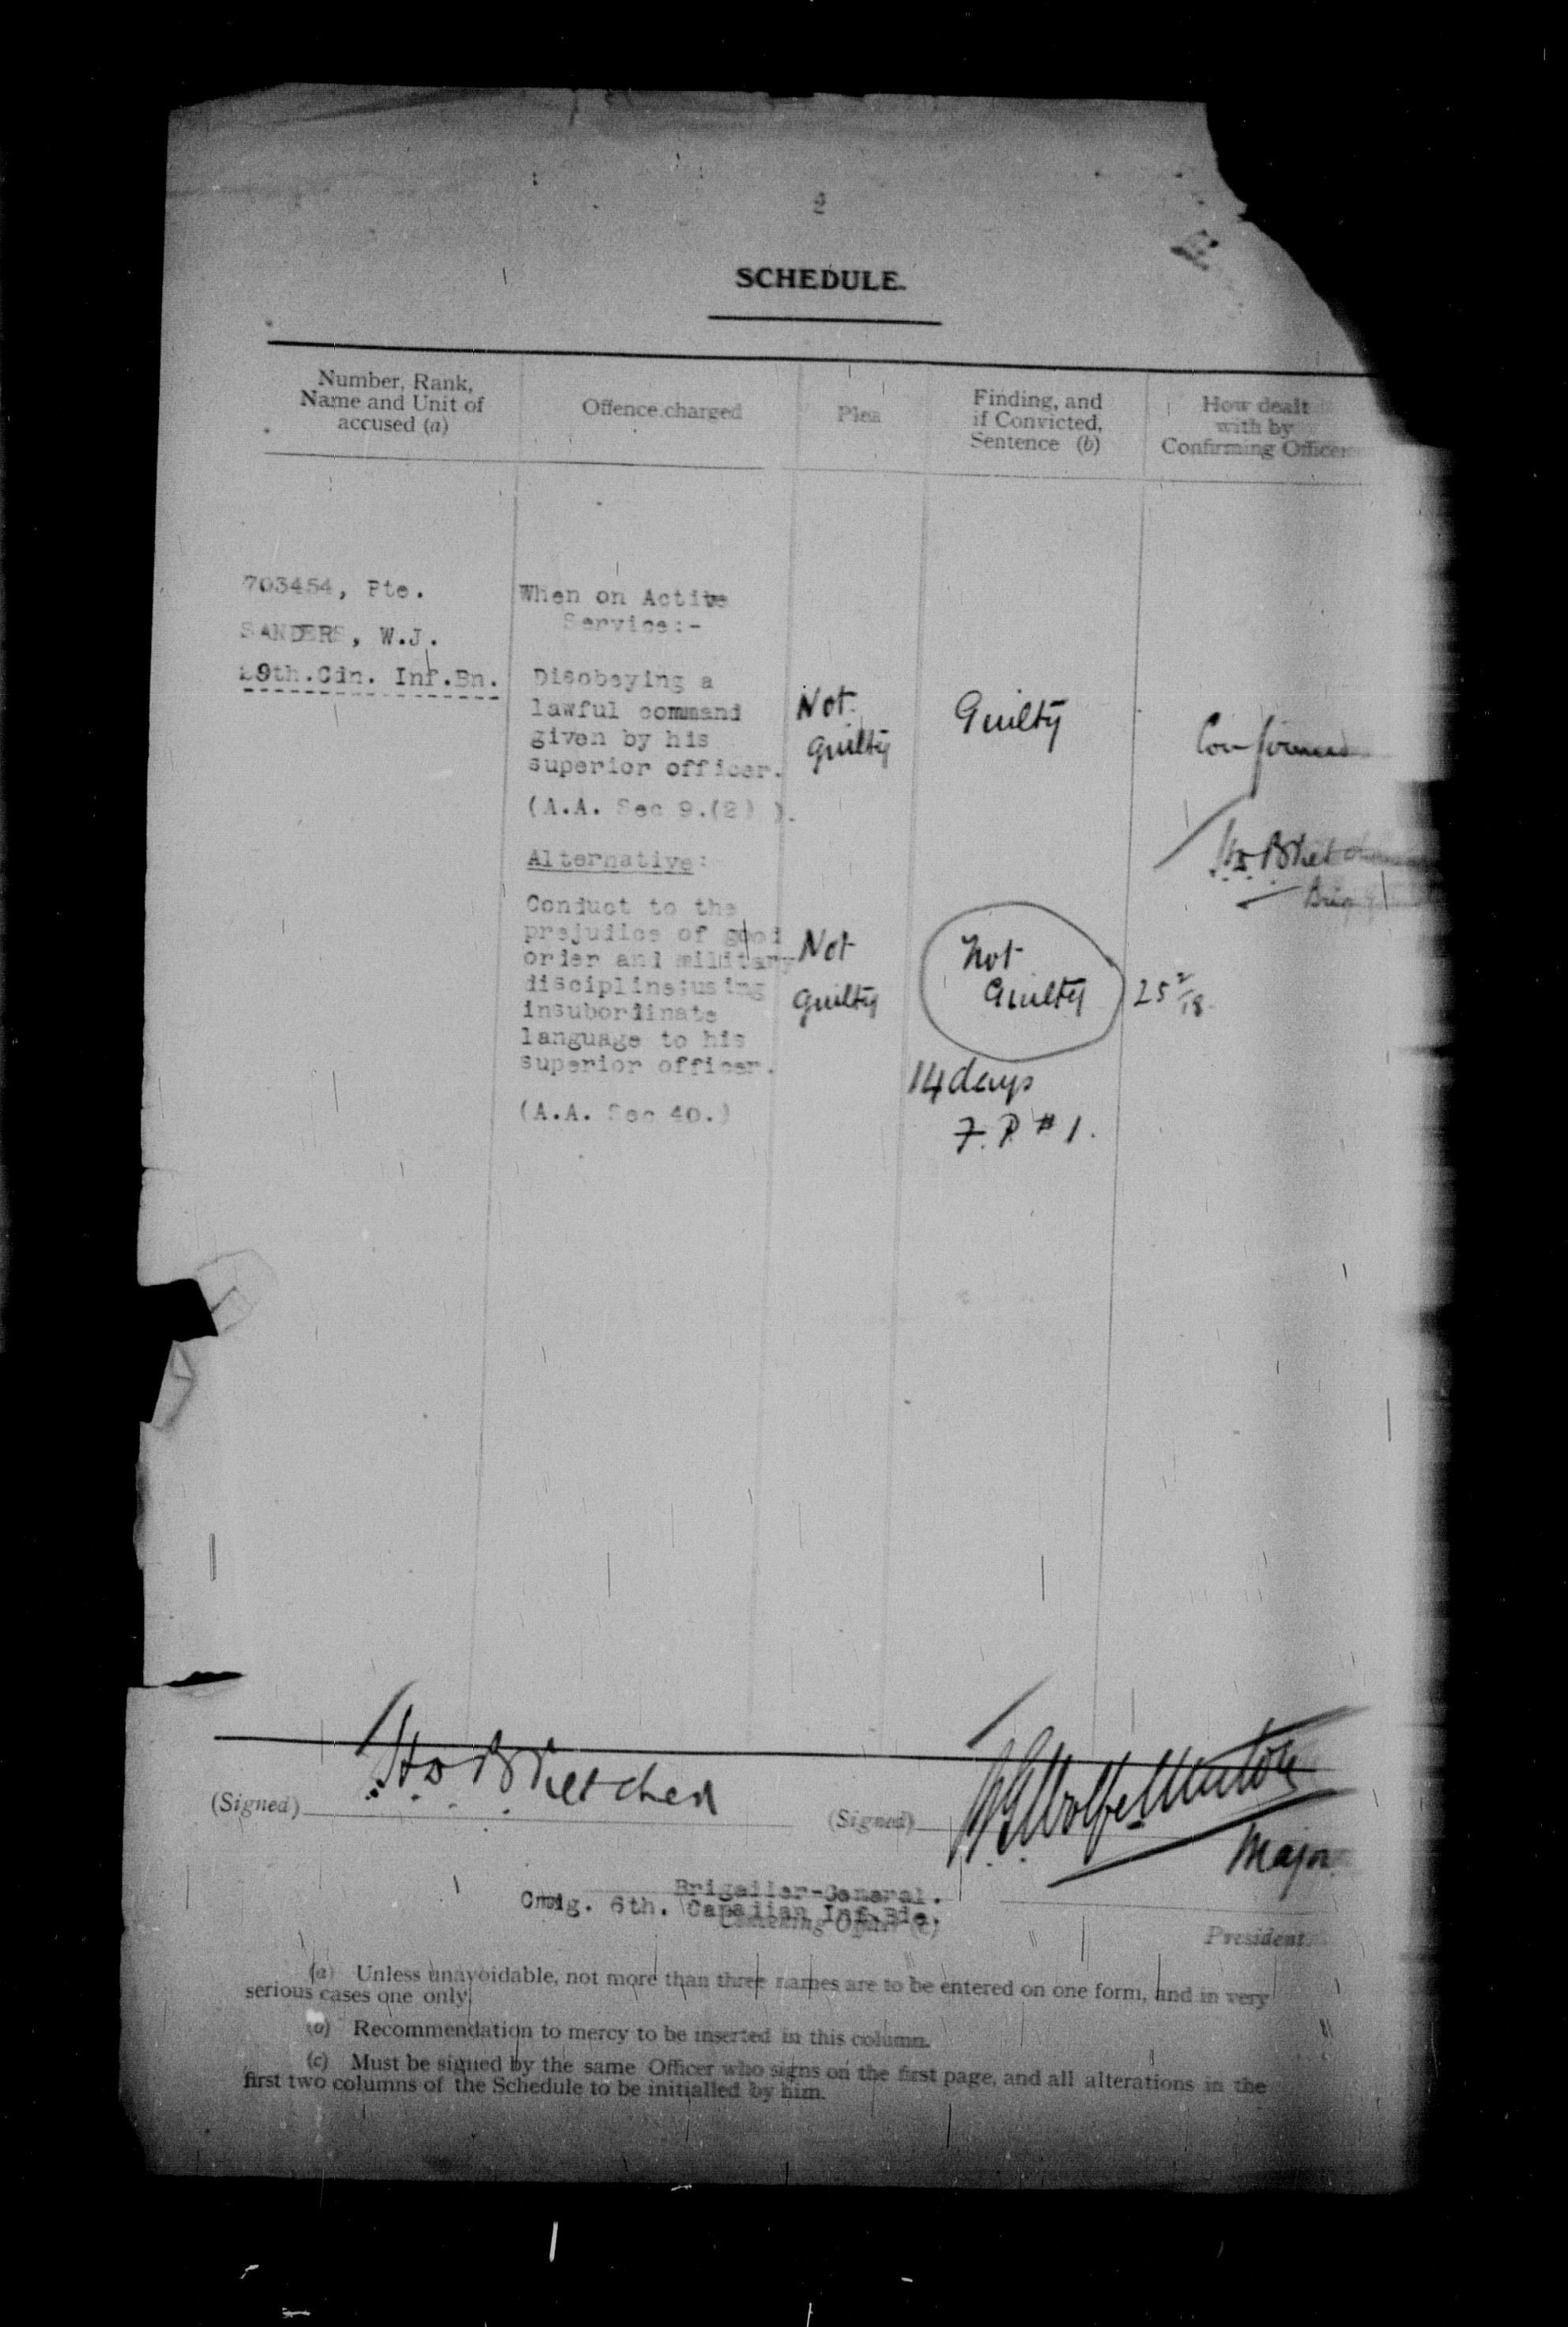 2
SCHEDULE.
Number, Rank,
Name and Unit of
accused (a)
Offence charged
Plea
Finding, and
if Convicted,
Sentence (b)
How dealt
with by
Confirming Officer
703454, Pte.
SANDERS, W.J.
29th.Cdn. Inf.Bn.
When on Active
Service:-
Disobeying a
lawful command
given by his
superior officer.
(A.A. Sec 9.(2) ).
Not
guilty
Guilty
Confirmed
Brig
Alternative:
Conduct to the
prejudice of good
order and military
discipline:using
insubordinate
language to his
superior officer.
(A.A. Sec 40.)
Not
guilty
Not
Guilty
25 2/18.
14 days
F.P. # 1.
(Signed)
(Signed)
Major
Brigadier-General.
Cmdg. 6th. Canadian Inf.Bde.
Convening Officer (c)
President.
(a) Unless unavoidable, not more than three names are to be entered on one form, and in very
serious cases one only.
(b) Recommendation to mercy to be inserted in this column.
(c) Must be signed by the same Officer who signs on the first page, and all alterations in the
first two columns of the Schedule to be initialled by him.